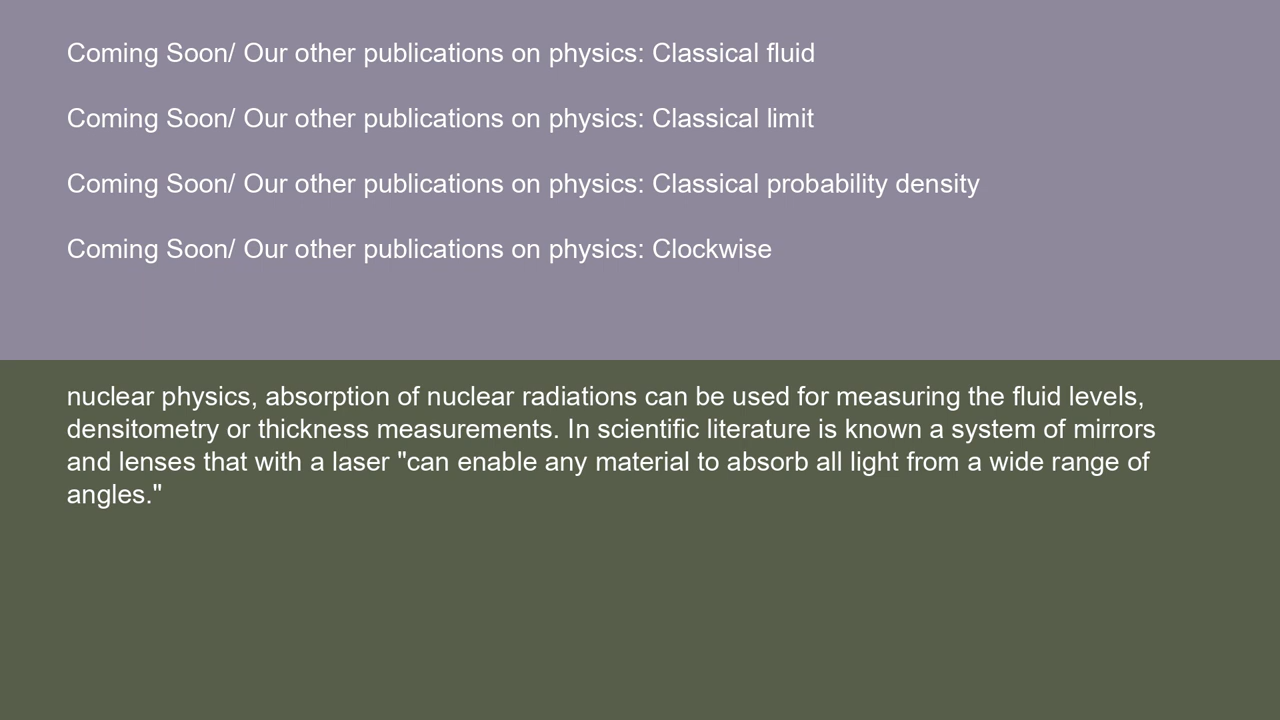 Coming Soon/ Our other publications on physics: Classical fluid
Coming Soon/ Our other publications on physics: Classical limit
Coming Soon/ Our other publications on physics: Classical probability density
Coming Soon/ Our other publications on physics: Clockwise
nuclear physics, absorption of nuclear radiations can be used for measuring the fluid levels,
densitometry or thickness measurements. In scientific literature is known a system of mirrors
and lenses that with a laser "can enable any material to absorb all light from a wide range of
angles."